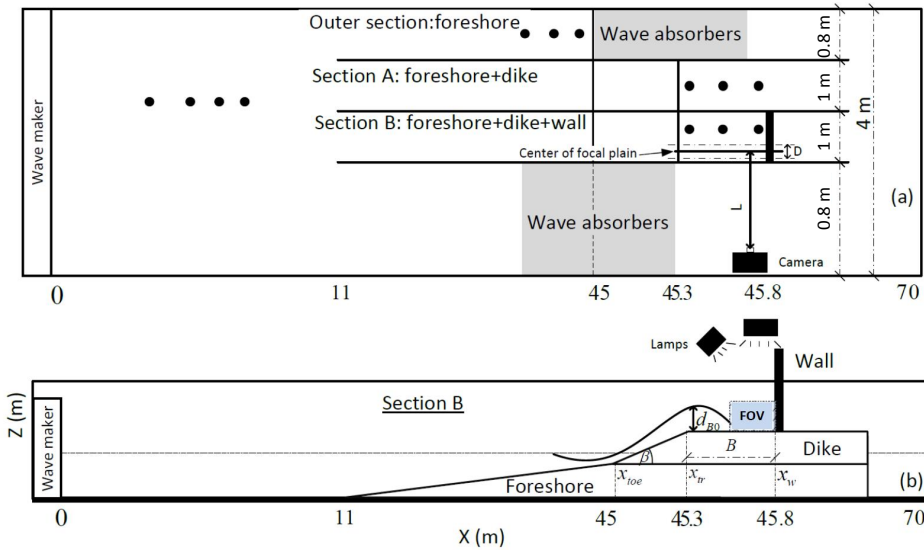 Outer section:foreshore
Wave absorbers
0.8 m
Section A: foreshore+dike
1 m
Section B: foreshore+dike+wall
1 m
4 m
Center of focal plain
D
Wave maker
Wave absorbers
L
0.8 m
(a)
Camera
0 11 45 45.3 45.8 70
Lamps
Wall
Z (m)
Section B
Wave maker
d_B0
FOV
B
Dike
β
x_toe x_tr x_w
Foreshore
(b)
0 11 45 45.3 45.8 70
X (m)